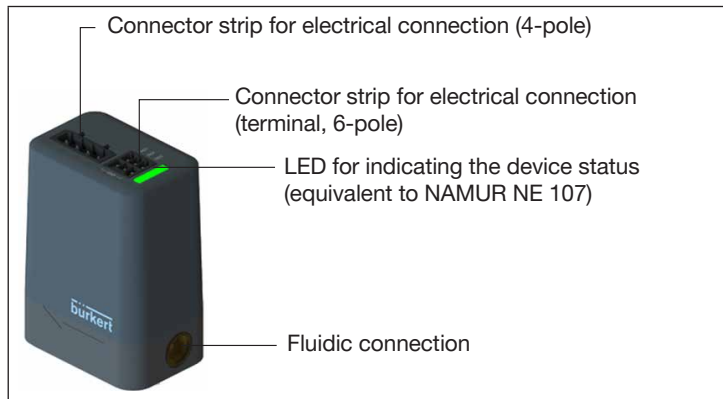 Connector strip for electrical connection (4-pole)
Connector strip for electrical connection
(terminal, 6-pole)
LED for indicating the device status
(equivalent to NAMUR NE 107)
bürkert
Fluidic connection